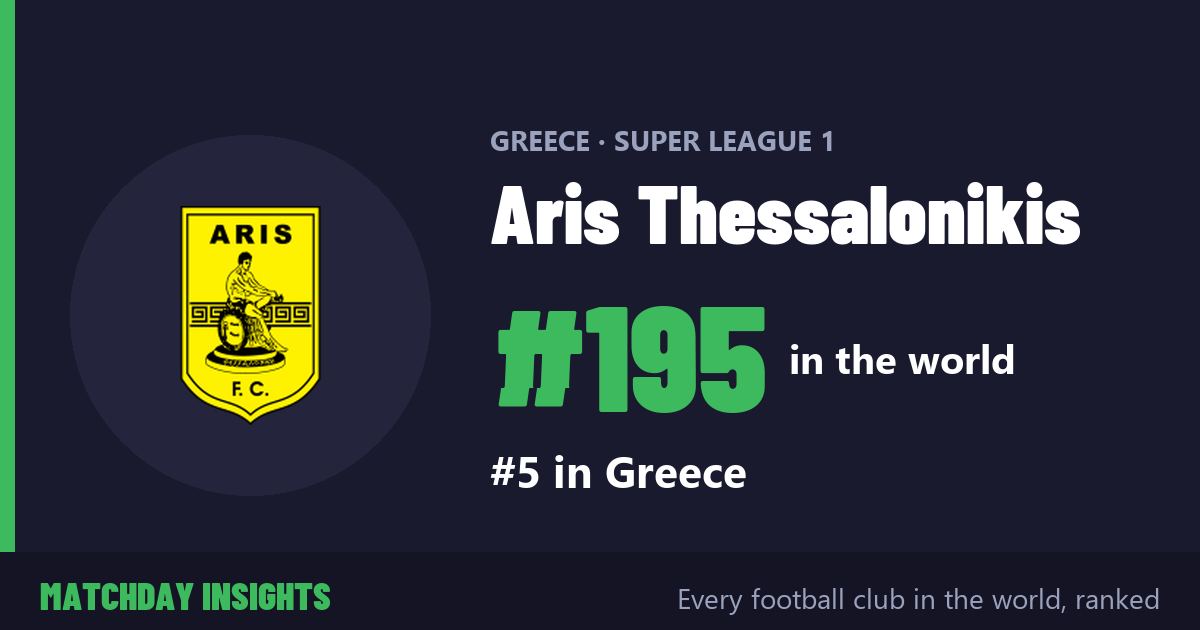 GREECE · SUPER LEAGUE 1
Aris Thessalonikis
ARIS
F. C.
#195 in the world
#5 in Greece
MATCHDAY INSIGHTS
Every football club in the world, ranked